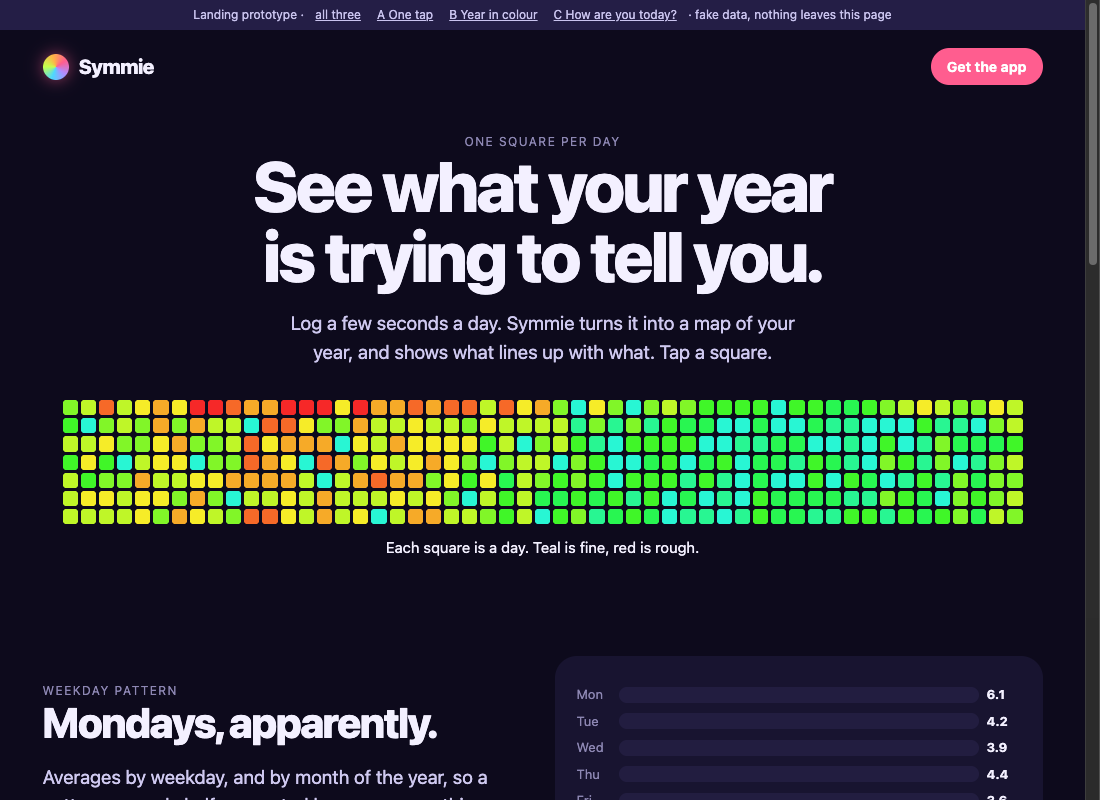 Landing prototype · all three A One tap B Year in colour C How are you today? · fake data, nothing leaves this page
Symmie
Get the app
ONE SQUARE PER DAY
See what your year
is trying to tell you.
Log a few seconds a day. Symmie turns it into a map of your
year, and shows what lines up with what. Tap a square.
Each square is a day. Teal is fine, red is rough.
WEEKDAY PATTERN
Mondays, apparently.
Averages by weekday, and by month of the year, so a
Mon 6.1
Tue 4.2
Wed 3.9
Thu 4.4